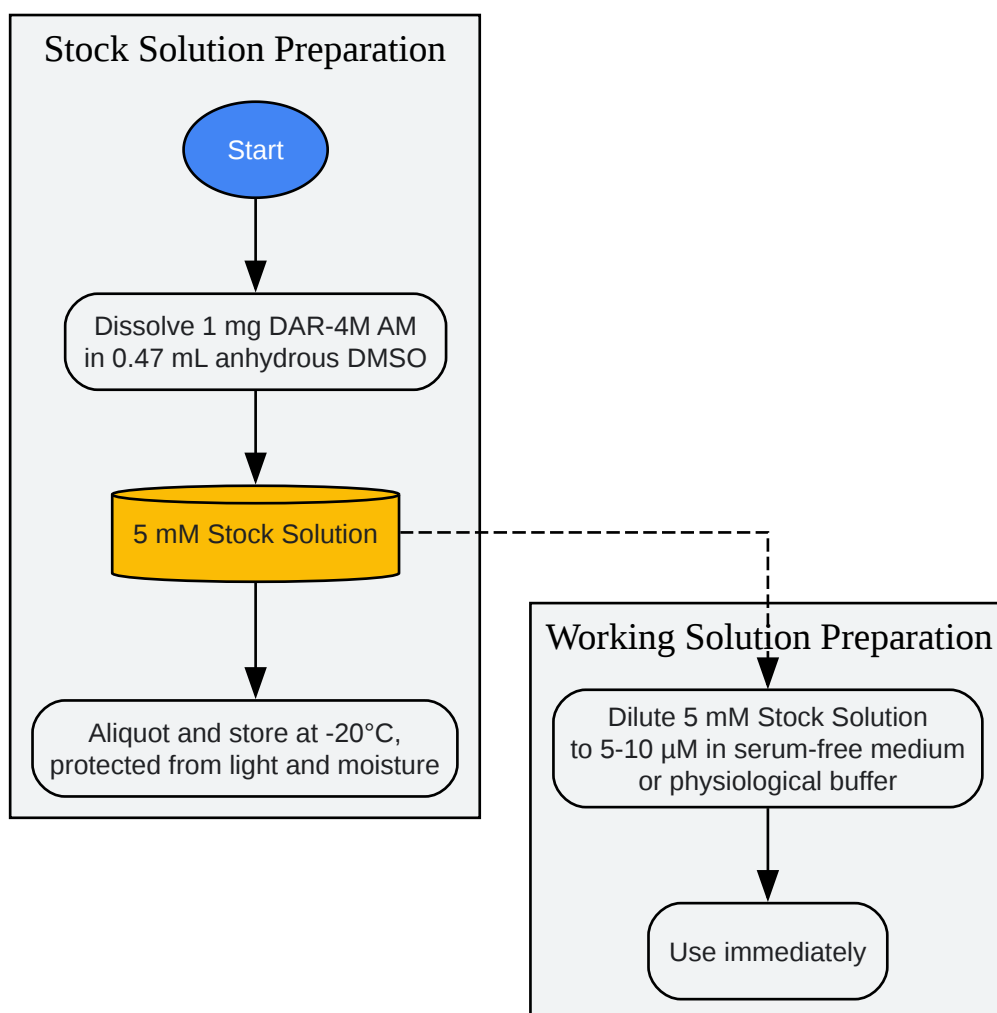 Stock Solution Preparation
Start
Dissolve 1 mg DAR-4M AM
in 0.47 mL anhydrous DMSO
5 mM Stock Solution
Aliquot and store at -20°C,
protected from light and moisture
Working Solution Preparation
Dilute 5 mM Stock Solution
to 5-10 µM in serum-free medium
or physiological buffer
Use immediately